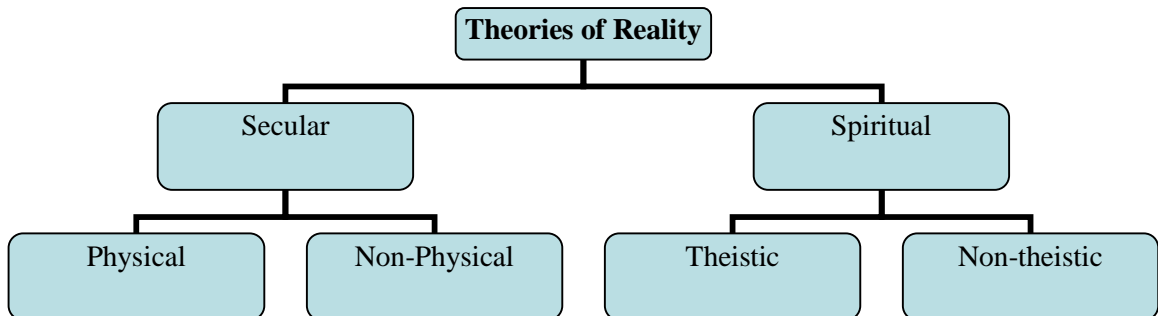 Theories of Reality
Secular
Spiritual
Physical
Non-Physical
Theistic
Non-theistic